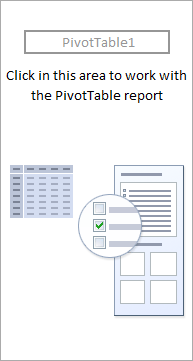 PivotTable1
Click in this area to work with
the PivotTable report